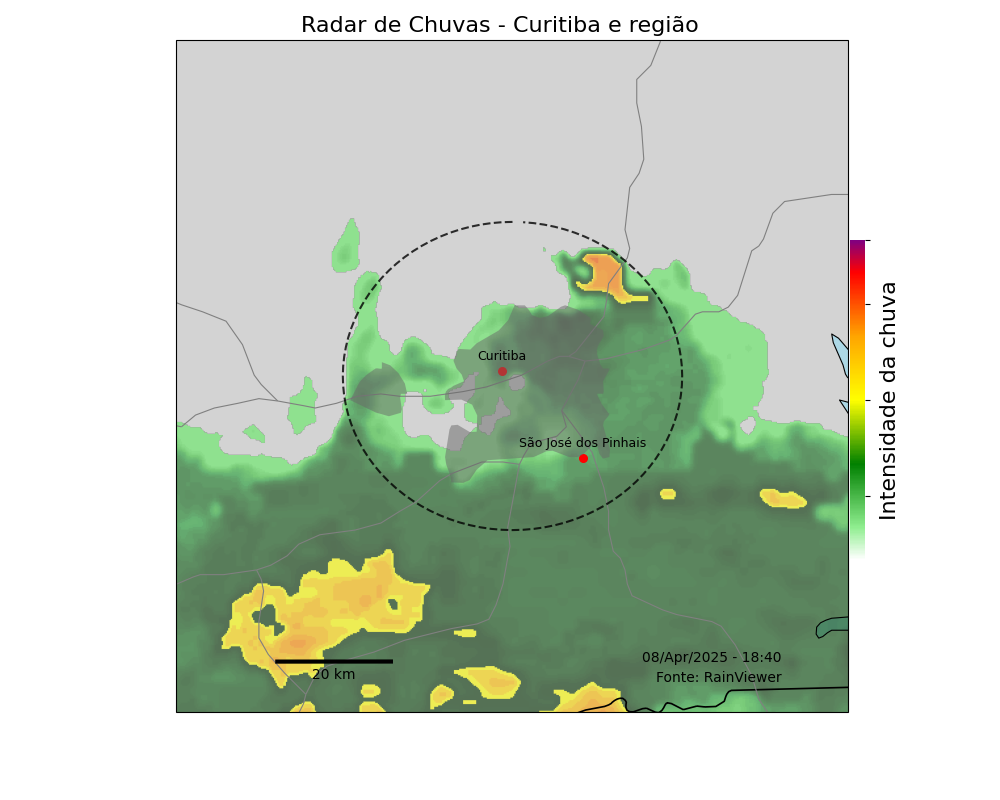 Radar de Chuvas - Curitiba e região
Curitiba
São José dos Pinhais
Intensidade da chuva
20 km
08/Apr/2025 - 18:40
Fonte: RainViewer